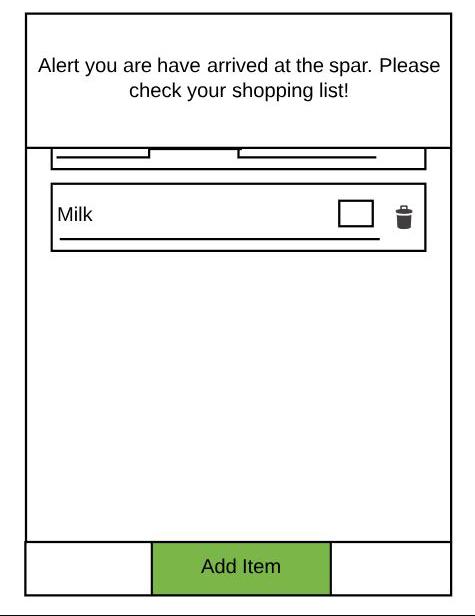 Alert you are have arrived at the spar. Please
check your shopping list!
Milk
Add Item